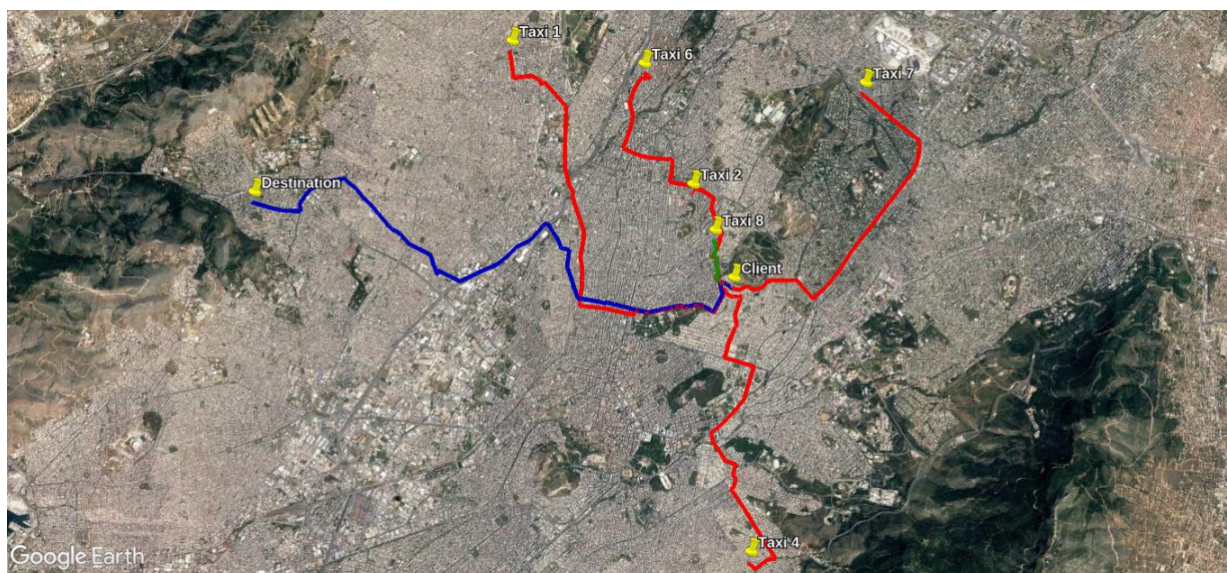 Taxi 1
Taxi 6
Taxi 7
Taxi 2
Destination
Taxi 8
Client
Taxi 4
Google Earth